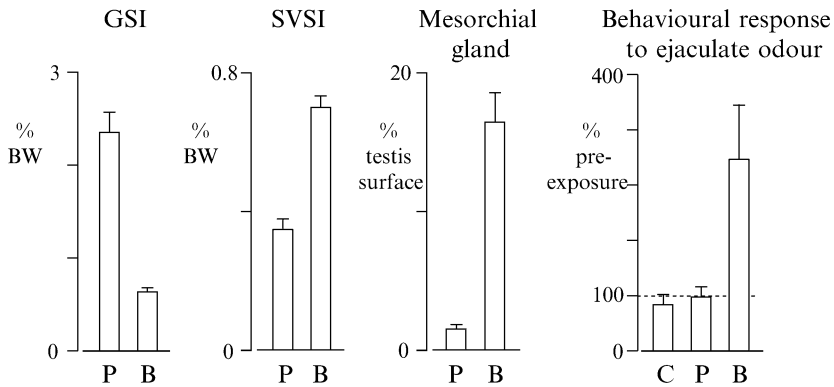 GSI
3
%
BW
0
P B
SVSI
0.8
%
BW
0
P B
Mesorchial
gland
20
%
testis
surface
0
P B
Behavioural response
to ejaculate odour
400
%
pre-
exposure
100
0
C P B